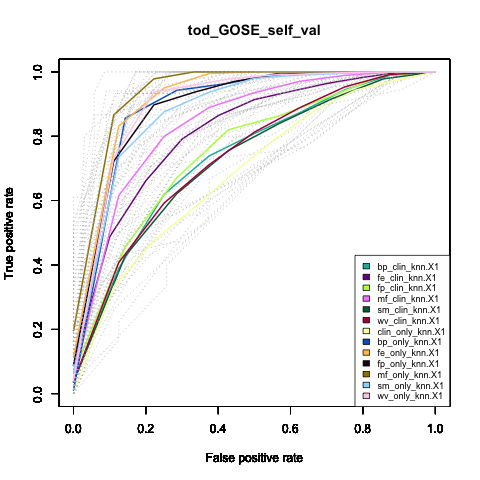 tod_GOSE_self_val
True positive rate
1.0
0.8
0.6
0.4
0.2
0.0
bp_clin_knn.X1
fe_clin_knn.X1
fp_clin_knn.X1
mf_clin_knn.X1
sm_clin_knn.X1
wv_clin_knn.X1
clin_only_knn.X1
bp_only_knn.X1
fe_only_knn.X1
fp_only_knn.X1
mf_only_knn.X1
sm_only_knn.X1
wv_only_knn.X1
0.0 0.2 0.4 0.6 0.8 1.0
False positive rate